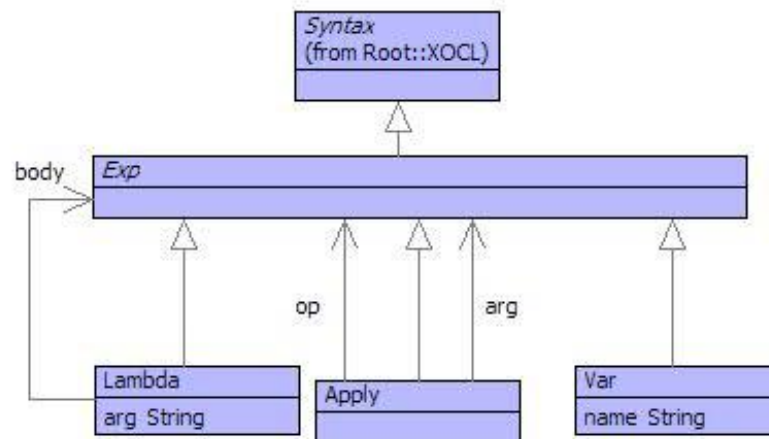 Syntax
(from Root::XOCL)
body
Exp
op
arg
Lambda
arg String
Apply
Var
name String